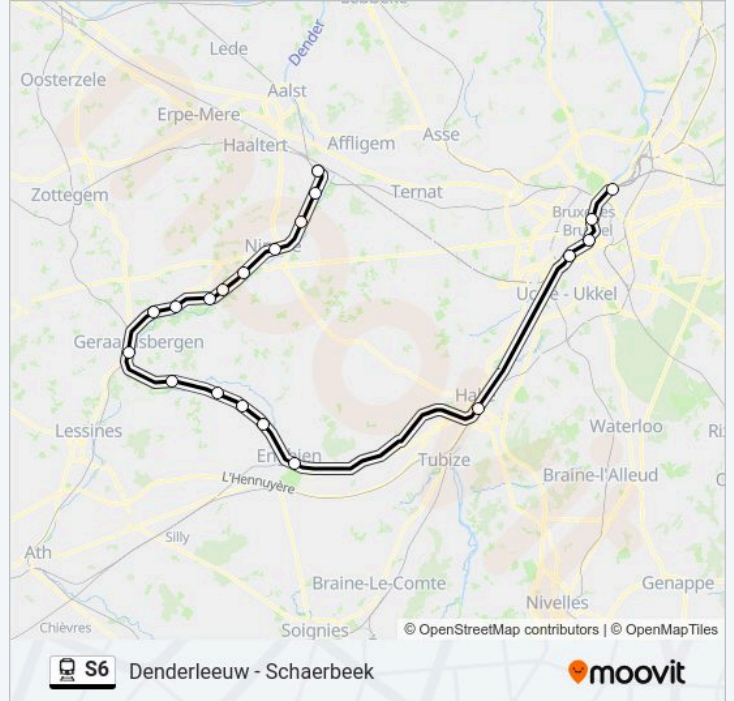 Lede
Dender
Oosterzele
Aalst
Erpe-Mere
Asse
Haaltert
Affligem
Zottegem
Ternat
Bruxelles
- Brussel
Uccle - Ukkel
Geraardsbergen
Halle
Lessines
Waterloo
Enghien
Tubize
L'Hennuyère
Braine-l'Alleud
Silly
Ath
Braine-Le-Comte
Genappe
Nivelles
Chièvres
Soignies
© OpenStreetMap contributors | © OpenMapTiles
S6
Denderleeuw - Schaerbeek
moovit